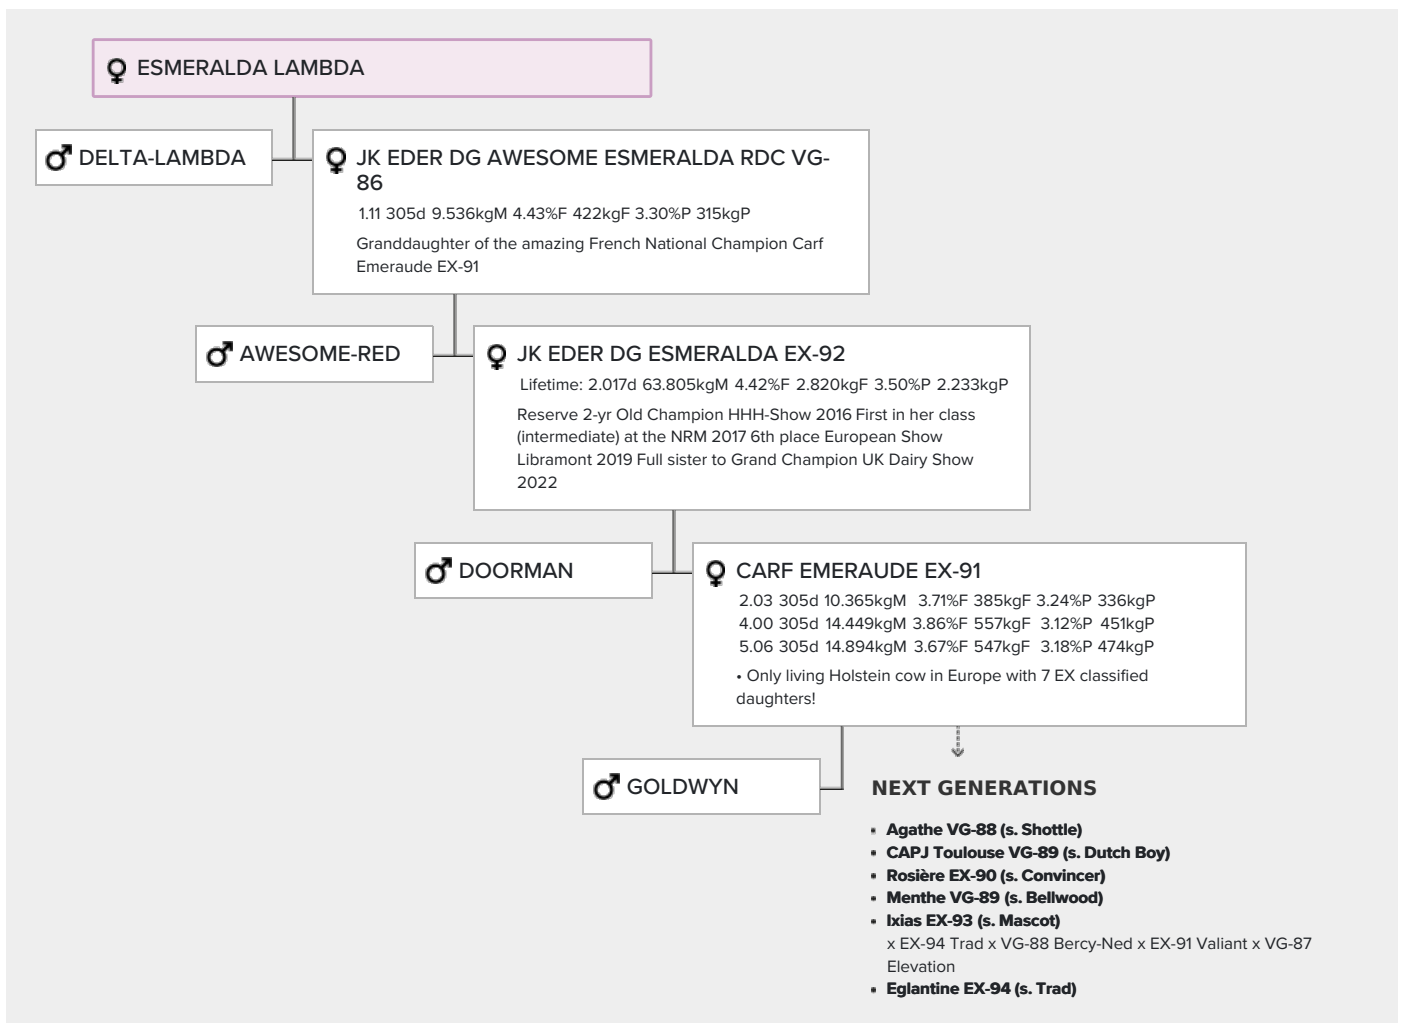 ESMERALDA LAMBDA
DELTA-LAMBDA
JK EDER DG AWESOME ESMERALDA RDC VG-
86
1.11 305d 9.536kgM 4.43%F 422kgF 3.30%P 315kgP
Granddaughter of the amazing French National Champion Carf
Emeraude EX-91
AWESOME-RED
JK EDER DG ESMERALDA EX-92
Lifetime: 2.017d 63.805kgM 4.42%F 2.820kgF 3.50%P 2.233kgP
Reserve 2-yr Old Champion HHH-Show 2016 First in her class
(intermediate) at the NRM 2017 6th place European Show
Libramont 2019 Full sister to Grand Champion UK Dairy Show
2022
DOORMAN
CARF EMERAUDE EX-91
2.03 305d 10.365kgM 3.71%F 385kgF 3.24%P 336kgP
4.00 305d 14.449kgM 3.86%F 557kgF 3.12%P 451kgP
5.06 305d 14.894kgM 3.67%F 547kgF 3.18%P 474kgP
• Only living Holstein cow in Europe with 7 EX classified
daughters!
GOLDWYN
NEXT GENERATIONS
• Agathe VG-88 (s. Shottle)
• CAPJ Toulouse VG-89 (s. Dutch Boy)
• Rosière EX-90 (s. Convincer)
• Menthe VG-89 (s. Bellwood)
• Ixias EX-93 (s. Mascot)
x EX-94 Trad x VG-88 Bercy-Ned x EX-91 Valiant x VG-87
Elevation
• Eglantine EX-94 (s. Trad)